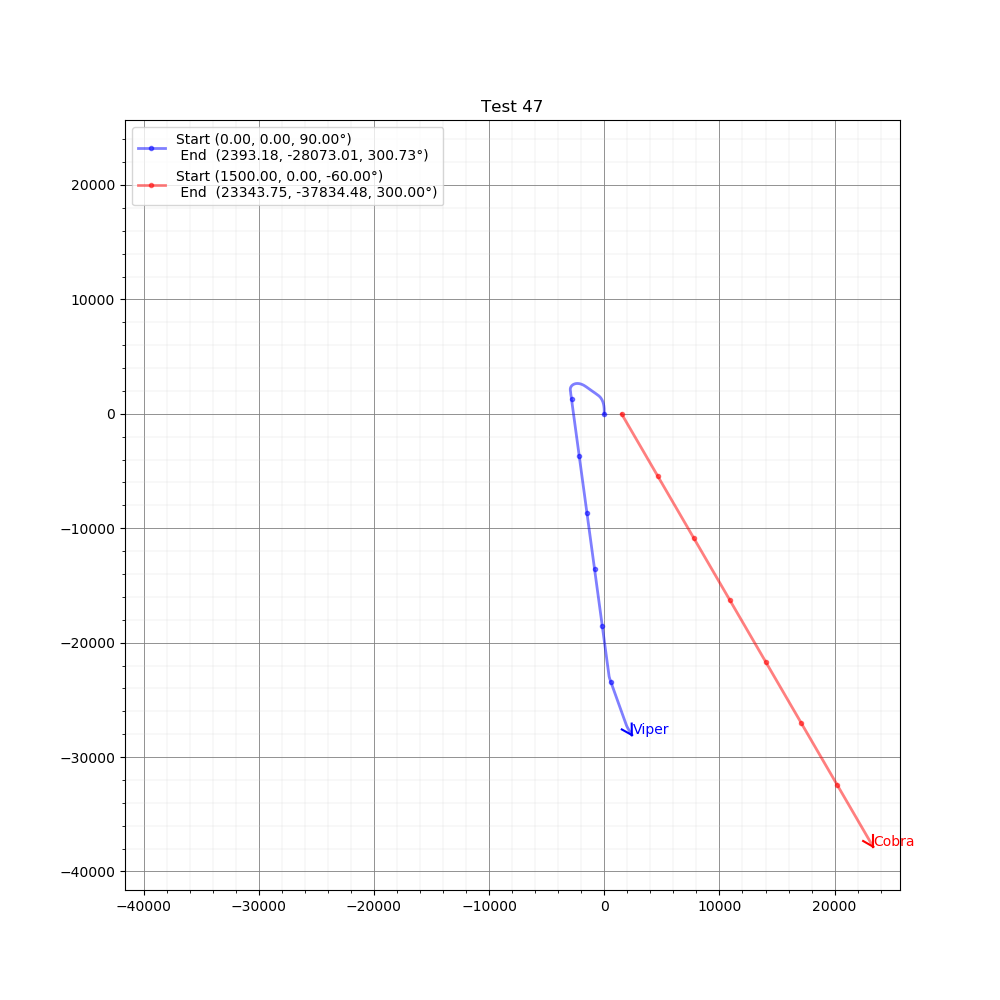 Test 47
Start (0.00, 0.00, 90.00°)
End (2393.18, -28073.01, 300.73°)
Start (1500.00, 0.00, -60.00°)
End (23343.75, -37834.48, 300.00°)
20000
10000
0
−10000
−20000
−30000
−40000
Viper
Cobra
−40000 −30000 −20000 −10000 0 10000 20000